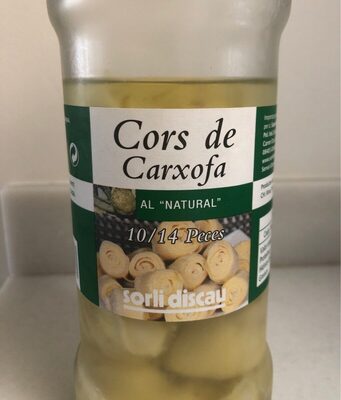 Cors de
Carxofa
AL "NATURAL"
10/14 Peces
sorli discau